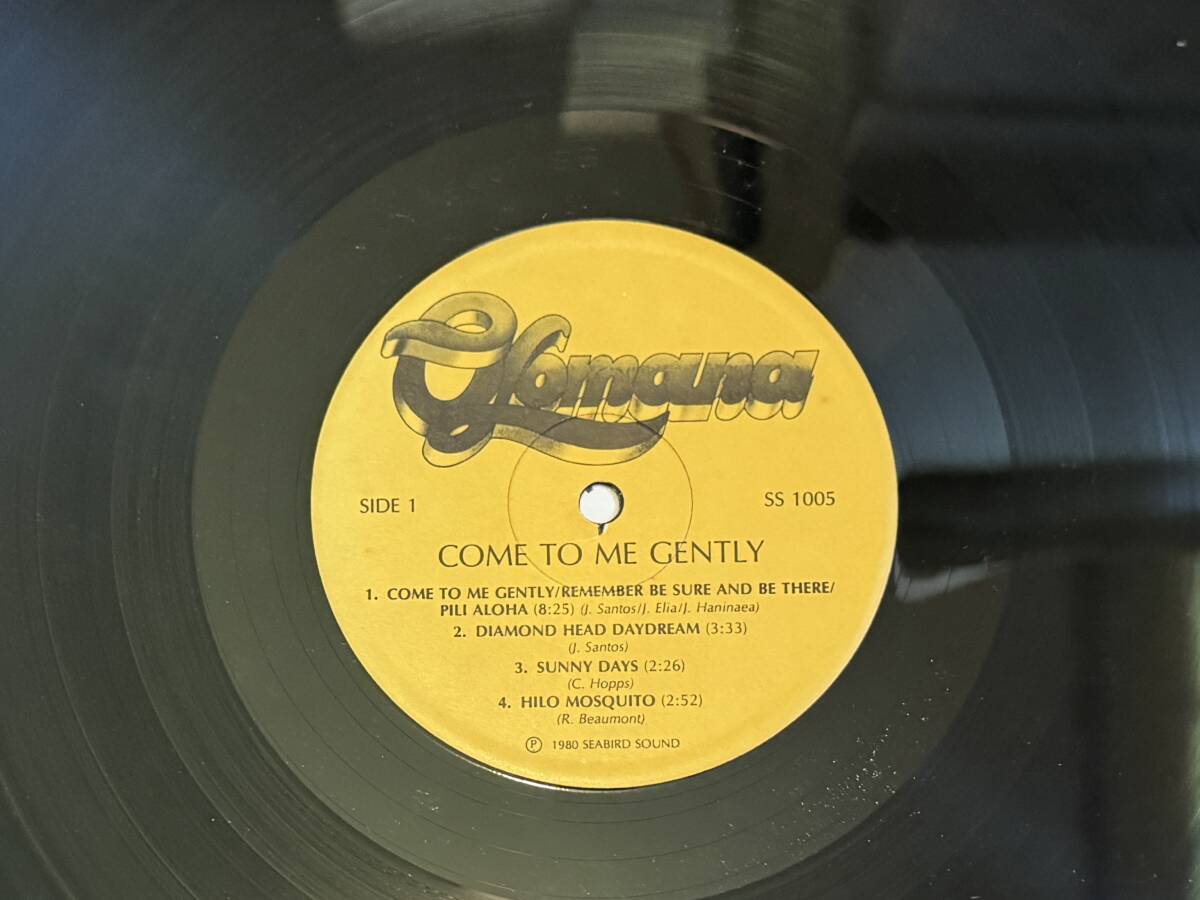 Olomana
SIDE 1
SS 1005
COME TO ME GENTLY
1. COME TO ME GENTLY/REMEMBER BE SURE AND BE THERE/
PILI ALOHA (8:25) (J. Santos/J. Elia/J. Haninaea)
2. DIAMOND HEAD DAYDREAM (3:33)
(J. Santos)
3. SUNNY DAYS (2:26)
(C. Hopps)
4. HILO MOSQUITO (2:52)
(R. Beaumont)
Ⓟ 1980 SEABIRD SOUND